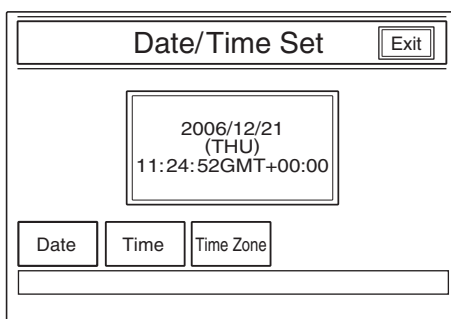 Date/Time Set
Exit
2006/12/21
(THU)
11:24:52GMT+00:00
Date
Time
Time Zone